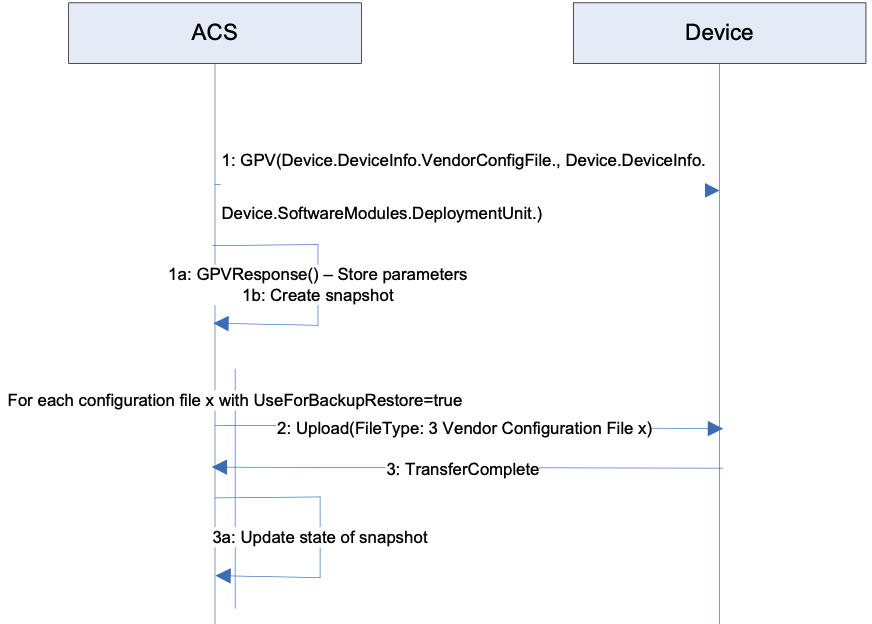 ACS
Device
1: GPV(Device.DeviceInfo.VendorConfigFile., Device.DeviceInfo.
Device.SoftwareModules.DeploymentUnit.)
1a: GPVResponse() – Store parameters
1b: Create snapshot
For each configuration file x with UseForBackupRestore=true
2: Upload(FileType: 3 Vendor Configuration File x)
3: TransferComplete
3a: Update state of snapshot